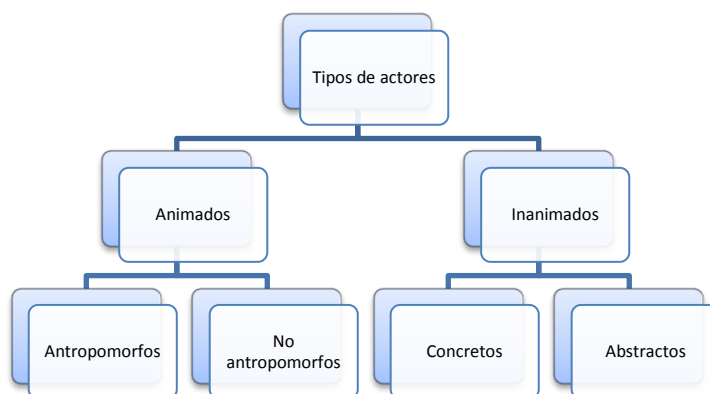 Tipos de actores
Animados
Inanimados
Antropomorfos
No
antropomorfos
Concretos
Abstractos